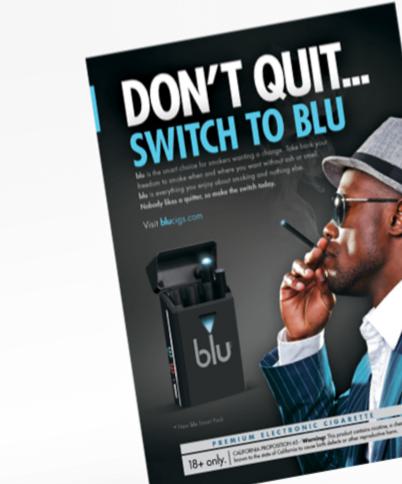 DON'T QUIT...
SWITCH TO BLU
blu is the smart choice for smokers wanting a change. Take back your
freedom to smoke when and where you want without ash or smell.
blu is everything you enjoy about smoking and nothing else.
Nobody likes a quitter, so make the switch today.
Visit blucigs.com
blu
* New blu Smart Pack
PREMIUM ELECTRONIC CIGARETTE
18+ only.
CALIFORNIA PROPOSITION 65 - Warning: This product contains nicotine, a
known to the state of California to cause birth defects or other reproductive harm.